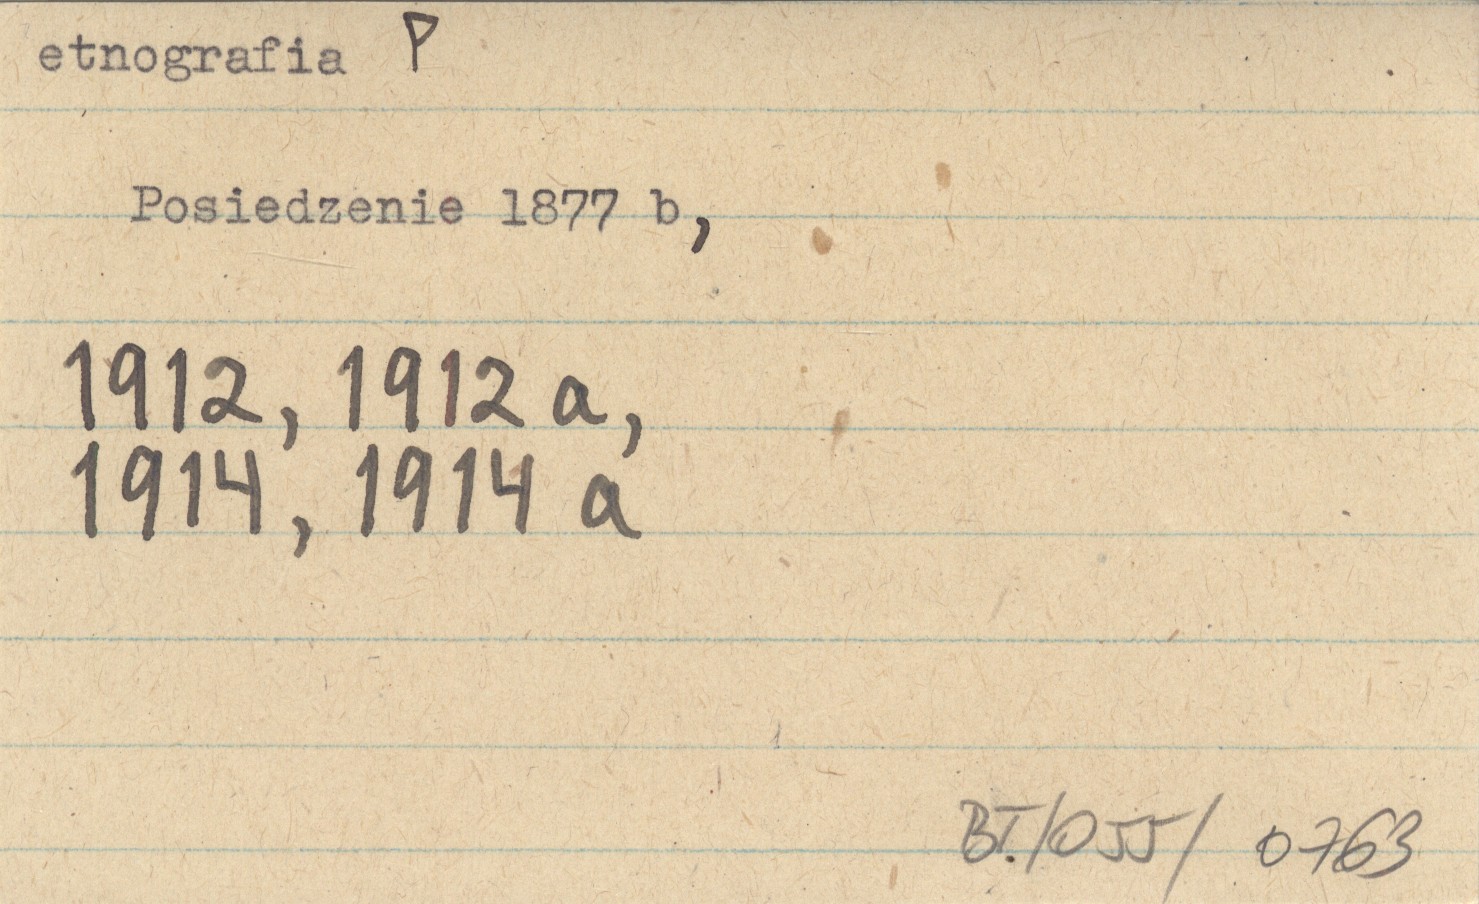 etnografia P
Posiedzenie 1877 b,
1912, 1912 a,
1914, 1914 a
BT./055/ 0763